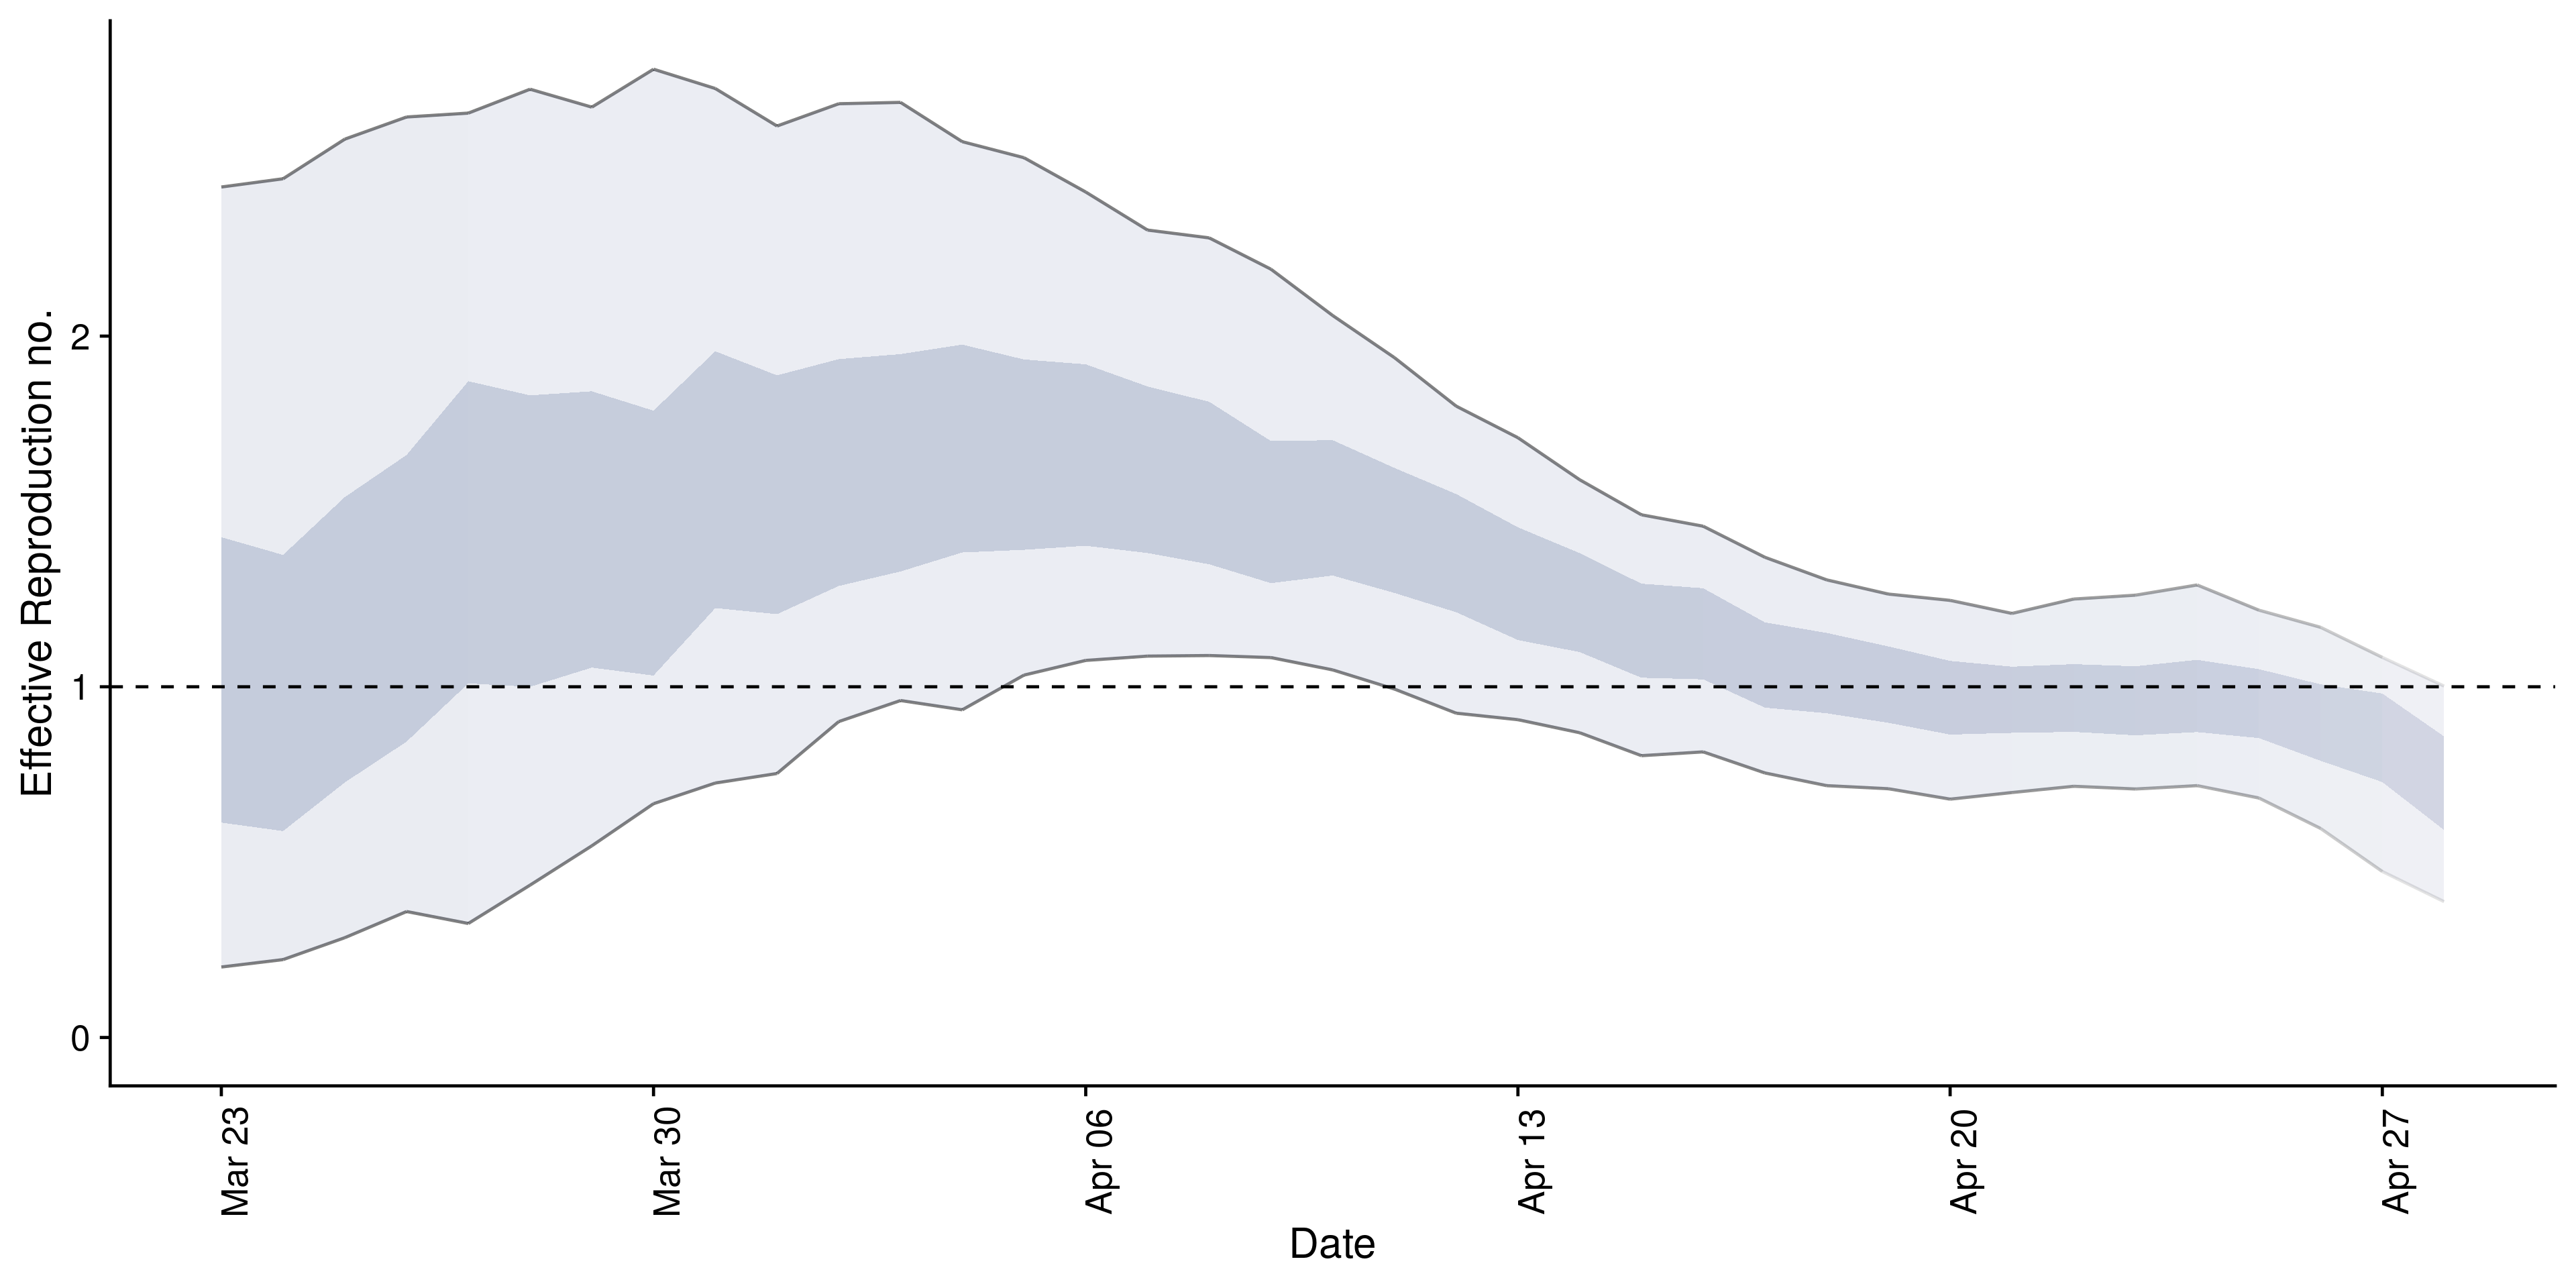 Effective Reproduction no.
2
1
0
Mar 23
Mar 30
Apr 06
Apr 13
Apr 20
Apr 27
Date